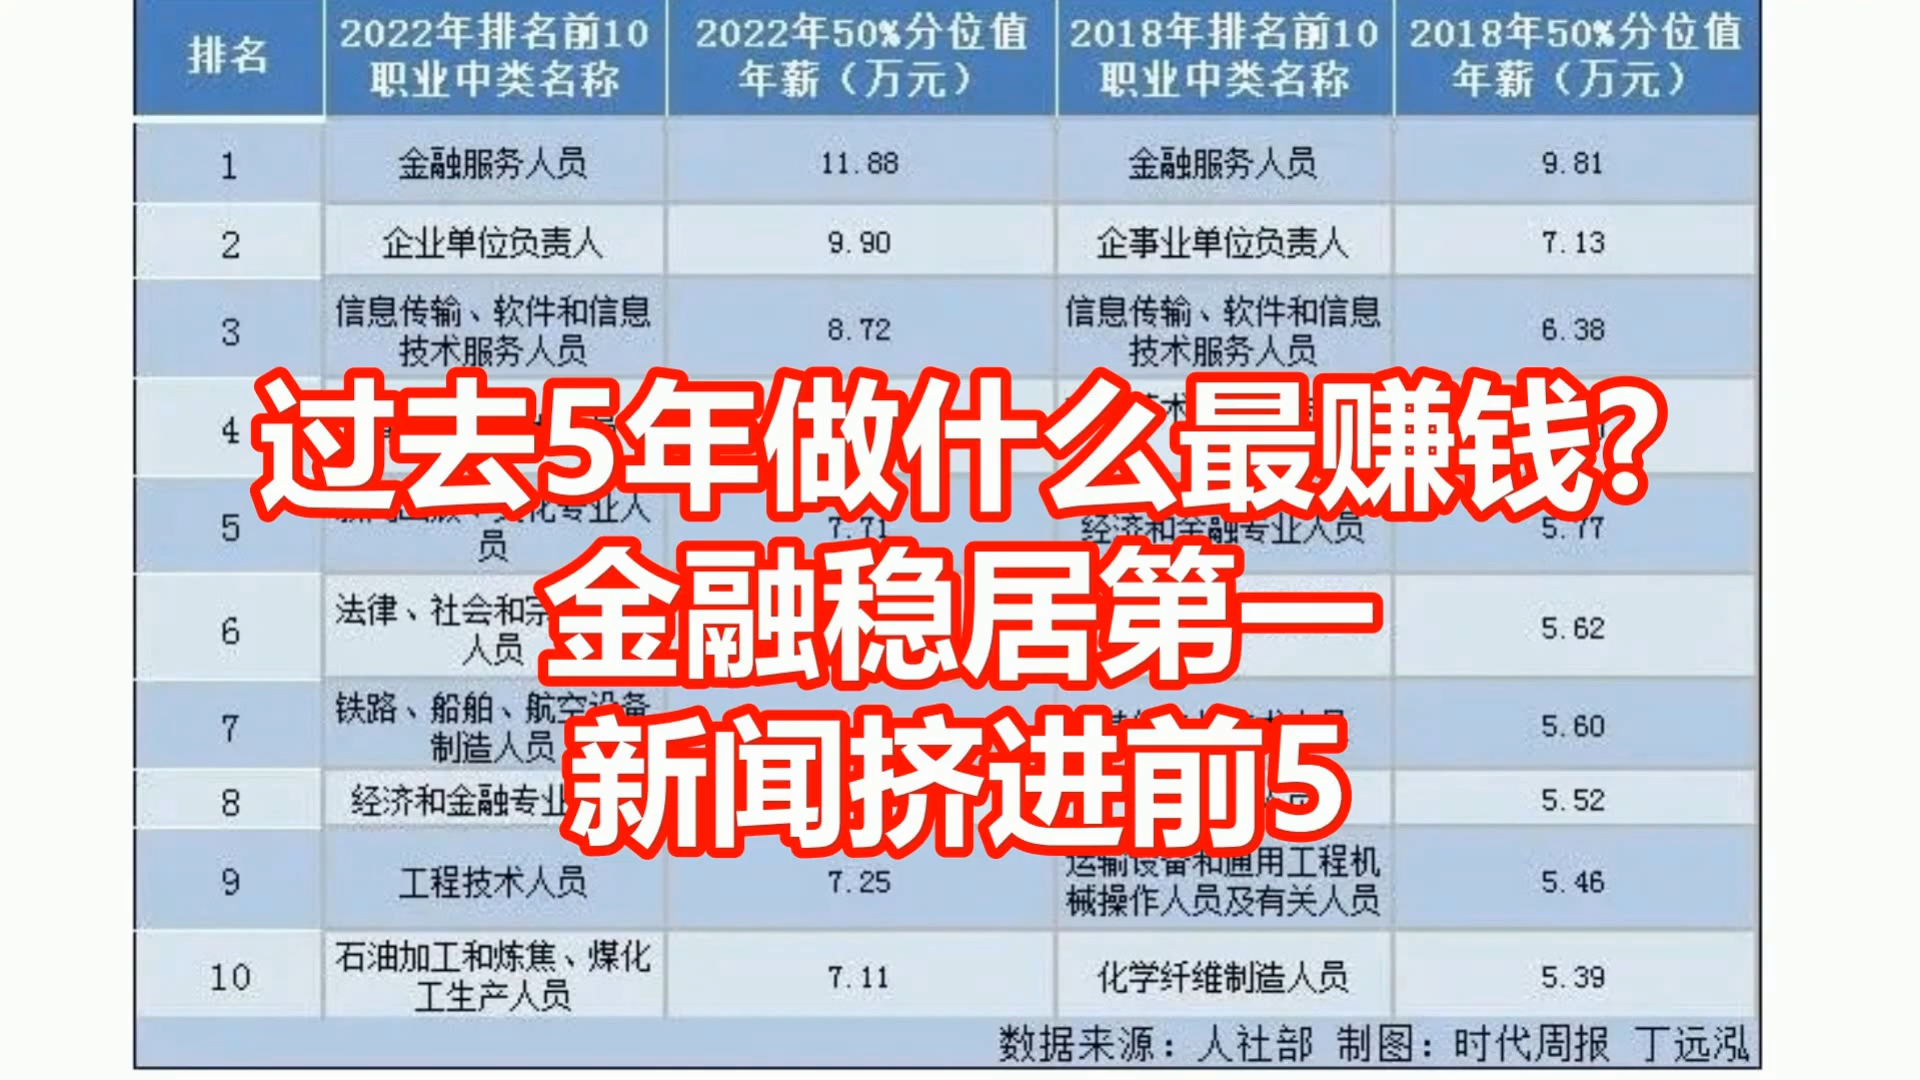 排名
2022年排名前10
职业中类名称
2022年50%分位值
年薪（万元）
2018年排名前10
职业中类名称
2018年50%分位值
年薪（万元）
1
金融服务人员
11.88
金融服务人员
9.81
2
企业单位负责人
9.90
企事业单位负责人
7.13
3
信息传输、软件和信息
技术服务人员
8.72
信息传输、软件和信息
技术服务人员
6.38
4
过去5年做什么最赚钱?
5
员
7.71
经济和金融专业人员
5.77
金融稳居第一
6
法律、社会和宗
人员
5.62
新闻挤进前5
7
铁路、船舶、航空设备
制造人员
5.60
8
经济和金融专业
5.52
9
工程技术人员
7.25
运输设备和通用工程机
械操作人员及有关人员
5.46
10
石油加工和炼焦、煤化
工生产人员
7.11
化学纤维制造人员
5.39
数据来源：人社部 制图：时代周报 丁远泓